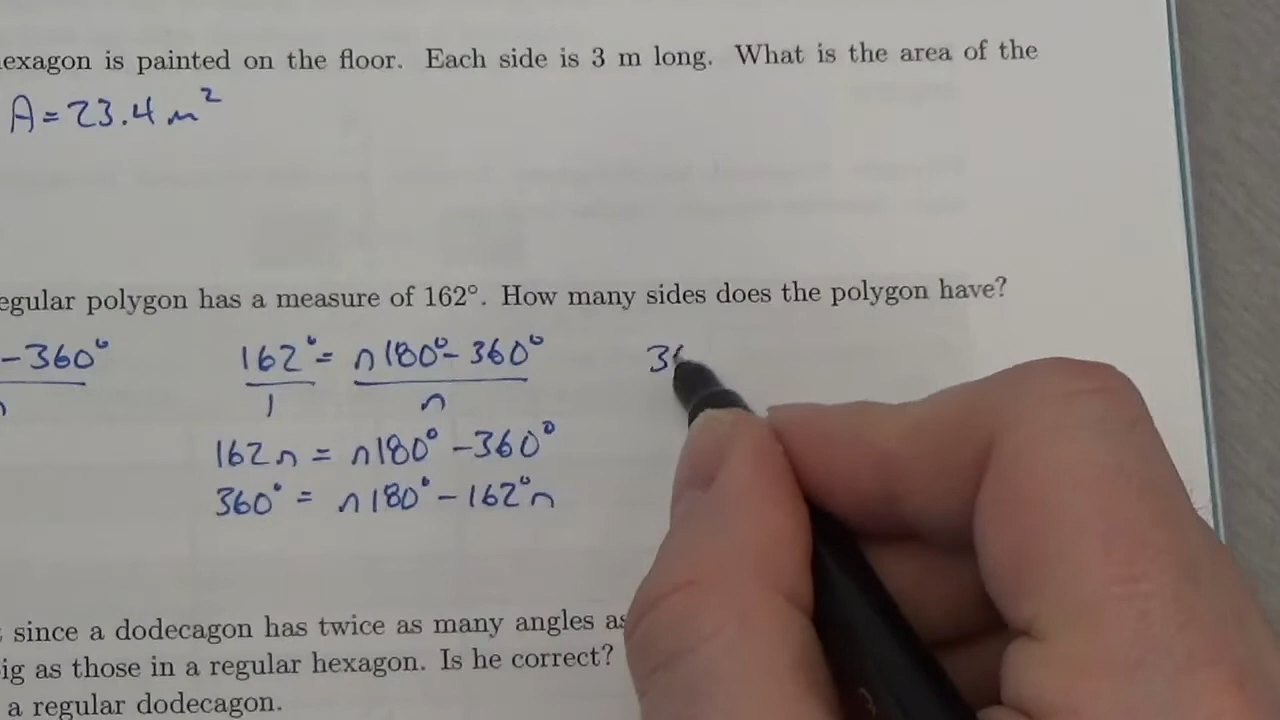 exagon is painted on the floor. Each side is 3 m long. What is the area of the
A = 23.4 m²
egular polygon has a measure of 162°. How many sides does the polygon have?
- 360° 162° = n180° - 360° 36
n 1 n
162n = n180° - 360°
360° = n180° - 162°n
since a dodecagon has twice as many angles as
ig as those in a regular hexagon. Is he correct?
a regular dodecagon.